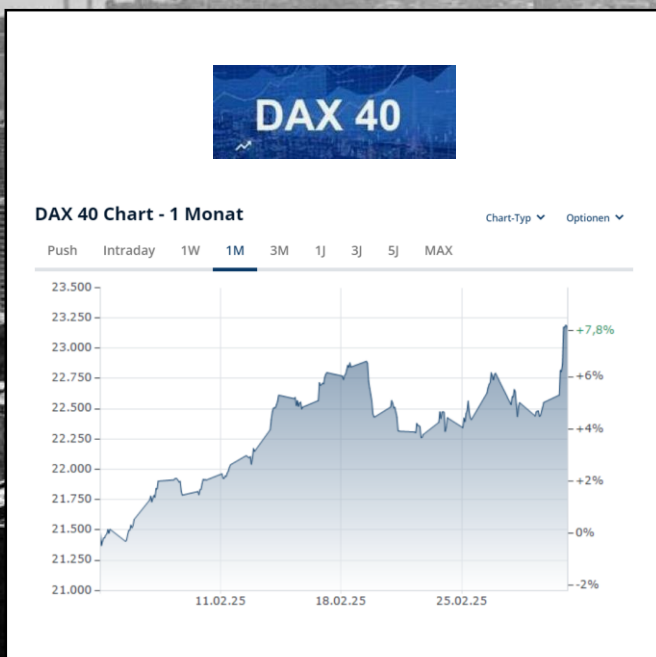 DAX 40
DAX 40 Chart - 1 Monat
Chart-Typ
Optionen
Push Intraday 1W 1M 3M 1J 3J 5J MAX
23.500
23.250
23.000
22.750
22.500
22.250
22.000
21.750
21.500
21.250
21.000
+7,8%
+6%
+4%
+2%
0%
-2%
11.02.25 18.02.25 25.02.25